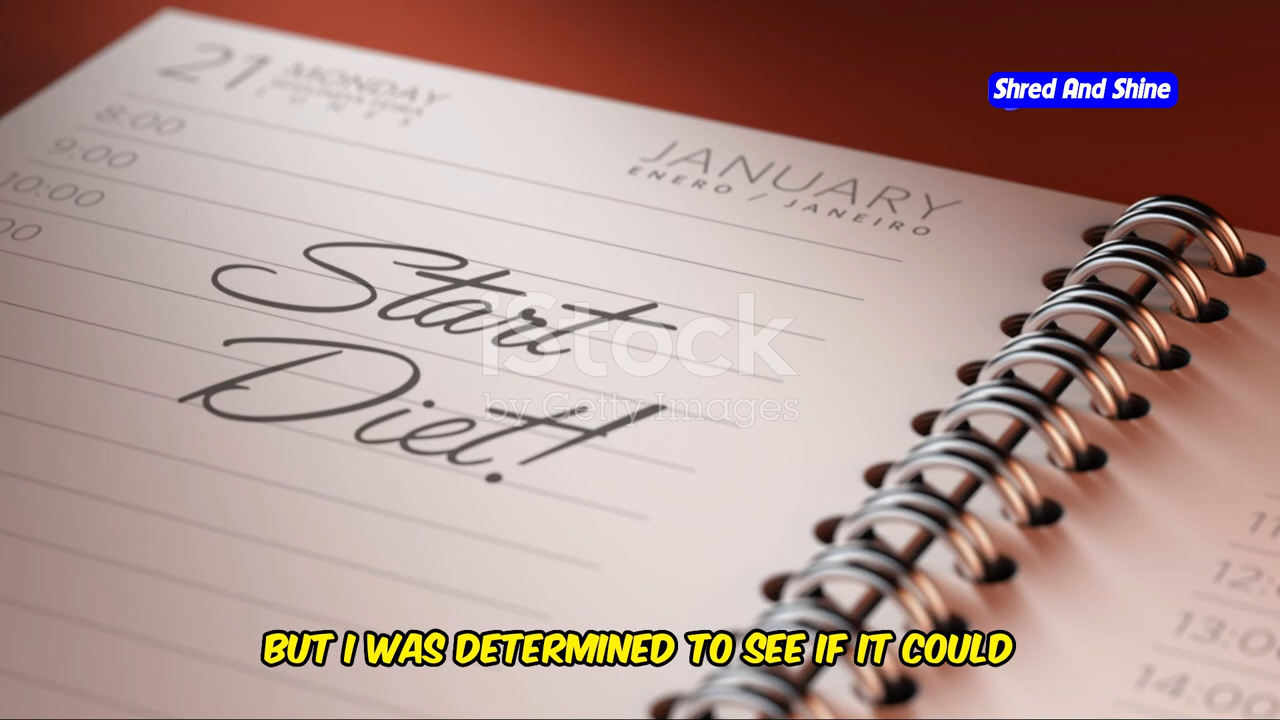 Shred And Shine
21 MONDAY
8:00
9:00
10:00
00
JANUARY
ENERO / JANEIRO
Start
Diet!
iStock
by Getty Images
12:
13:0
14:00
BUT I WAS DETERMINED TO SEE IF IT COULD